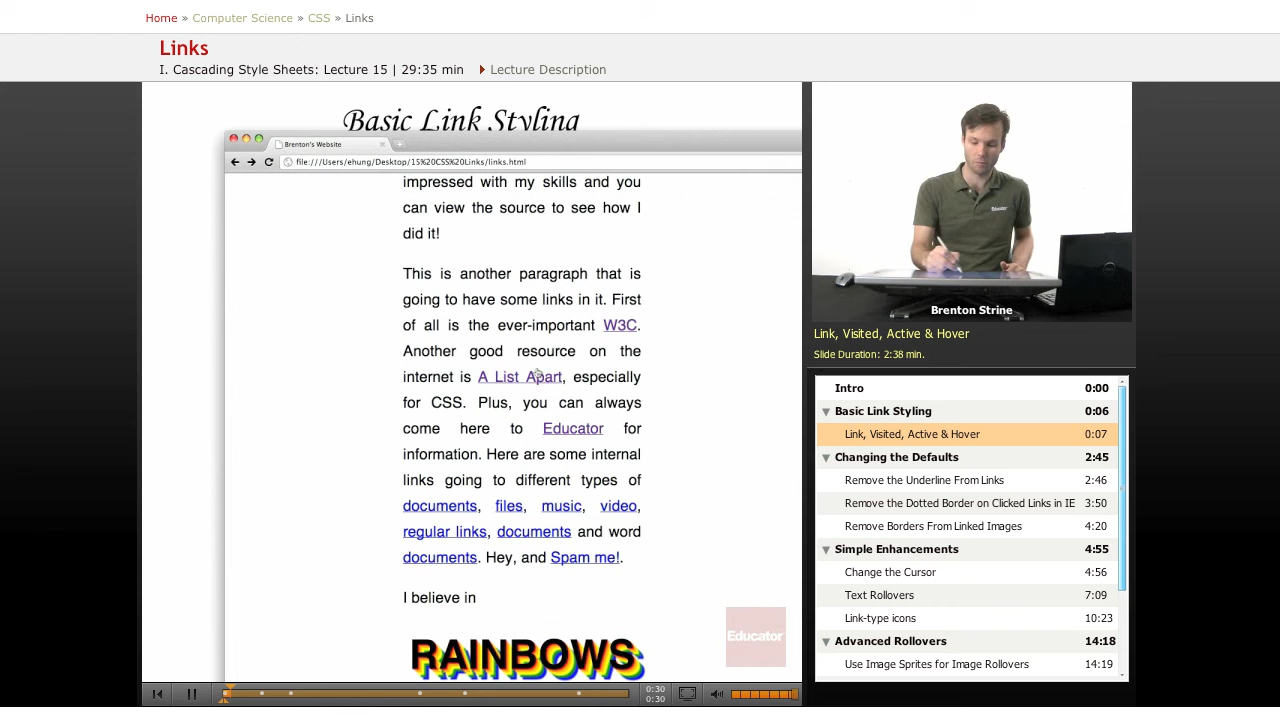 Home » Computer Science » CSS » Links
Links
I. Cascading Style Sheets: Lecture 15 | 29:35 min Lecture Description
Basic Link Styling
Brenton's Website
file:///Users/ehung/Desktop/15%20CSS%20Links/links.html
impressed with my skills and you
can view the source to see how I
did it!
This is another paragraph that is
going to have some links in it. First
of all is the ever-important W3C.
Another good resource on the
internet is A List Apart, especially
for CSS. Plus, you can always
come here to Educator for
information. Here are some internal
links going to different types of
documents, files, music, video,
regular links, documents and word
documents. Hey, and Spam me!.
I believe in
RAINBOWS
Educator
0:30
0:30
Educator
Brenton Strine
Link, Visited, Active & Hover
Slide Duration: 2:38 min.
Intro 0:00
Basic Link Styling 0:06
Link, Visited, Active & Hover 0:07
Changing the Defaults 2:45
Remove the Underline From Links 2:46
Remove the Dotted Border on Clicked Links in IE 3:50
Remove Borders From Linked Images 4:20
Simple Enhancements 4:55
Change the Cursor 4:56
Text Rollovers 7:09
Link-type icons 10:23
Advanced Rollovers 14:18
Use Image Sprites for Image Rollovers 14:19